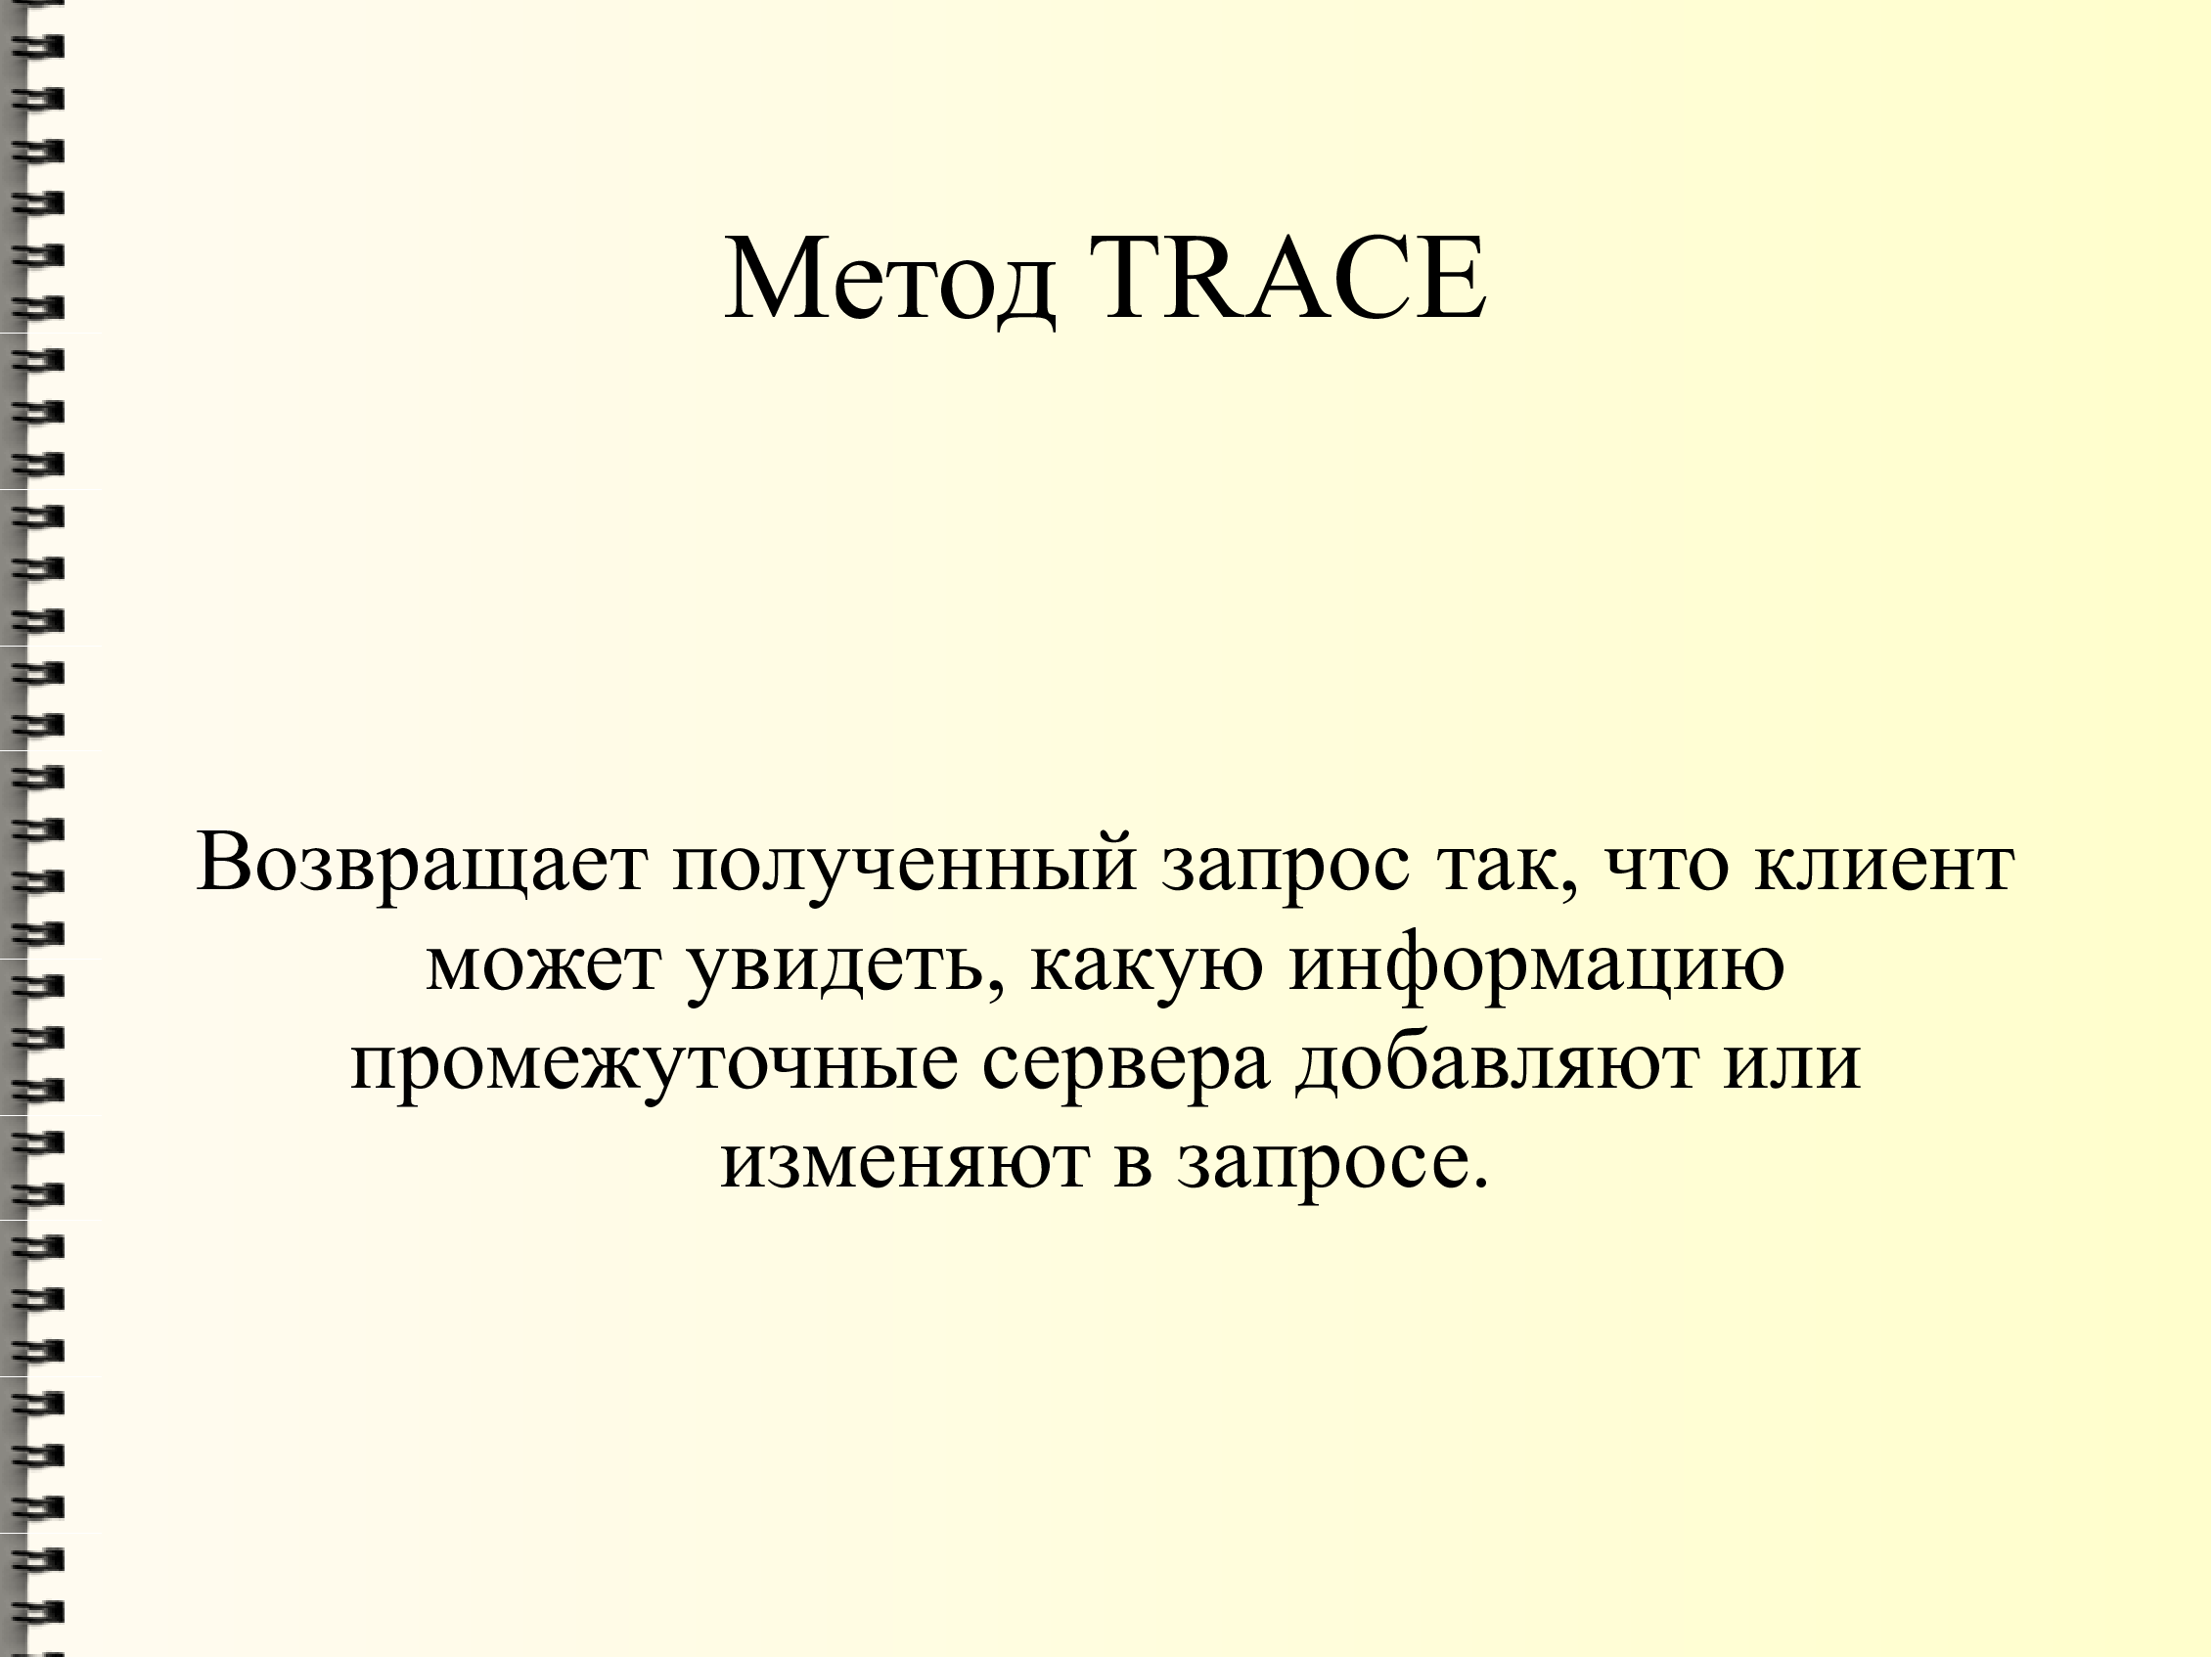 Метод TRACE
Возвращает полученный запрос так, что клиент
может увидеть, какую информацию
промежуточные сервера добавляют или
изменяют в запросе.